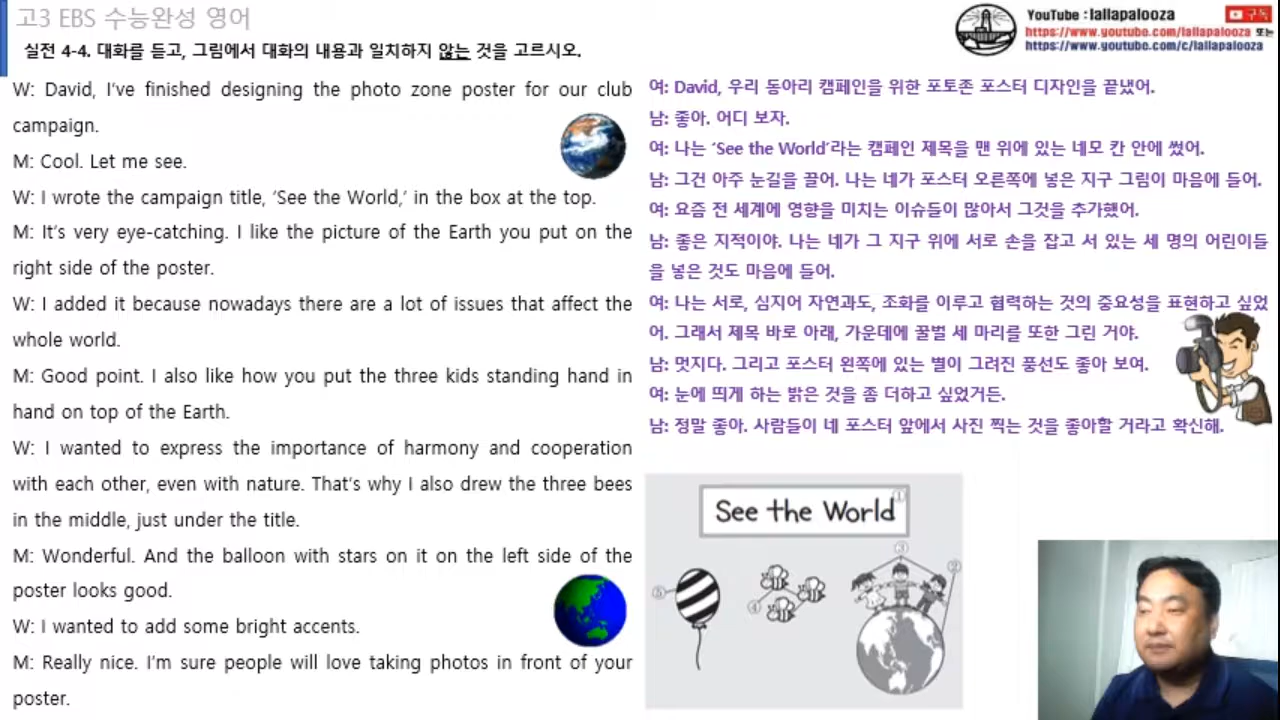 고3 EBS 수능완성 영어
실전 4-4. 대화를 듣고, 그림에서 대화의 내용과 일치하지 않는 것을 고르시오.
YouTube : lallapalooza
구독
https://www.youtube.com/lallapalooza 또는
https://www.youtube.com/c/lallapalooza
W: David, I’ve finished designing the photo zone poster for our club
campaign.
M: Cool. Let me see.
W: I wrote the campaign title, ‘See the World,’ in the box at the top.
M: It’s very eye-catching. I like the picture of the Earth you put on the
right side of the poster.
W: I added it because nowadays there are a lot of issues that affect the
whole world.
M: Good point. I also like how you put the three kids standing hand in
hand on top of the Earth.
W: I wanted to express the importance of harmony and cooperation
with each other, even with nature. That’s why I also drew the three bees
in the middle, just under the title.
M: Wonderful. And the balloon with stars on it on the left side of the
poster looks good.
W: I wanted to add some bright accents.
M: Really nice. I’m sure people will love taking photos in front of your
poster.
여: David, 우리 동아리 캠페인을 위한 포토존 포스터 디자인을 끝냈어.
남: 좋아. 어디 보자.
여: 나는 ‘See the World’라는 캠페인 제목을 맨 위에 있는 네모 칸 안에 썼어.
남: 그건 아주 눈길을 끌어. 나는 네가 포스터 오른쪽에 넣은 지구 그림이 마음에 들어.
여: 요즘 전 세계에 영향을 미치는 이슈들이 많아서 그것을 추가했어.
남: 좋은 지적이야. 나는 네가 그 지구 위에 서로 손을 잡고 서 있는 세 명의 어린이들
을 넣은 것도 마음에 들어.
여: 나는 서로, 심지어 자연과도, 조화를 이루고 협력하는 것의 중요성을 표현하고 싶었
어. 그래서 제목 바로 아래, 가운데에 꿀벌 세 마리를 또한 그린 거야.
남: 멋지다. 그리고 포스터 왼쪽에 있는 별이 그려진 풍선도 좋아 보여.
여: 눈에 띄게 하는 밝은 것을 좀 더하고 싶었거든.
남: 정말 좋아. 사람들이 네 포스터 앞에서 사진 찍는 것을 좋아할 거라고 확신해.
See the World ①
③
②
⑤
④